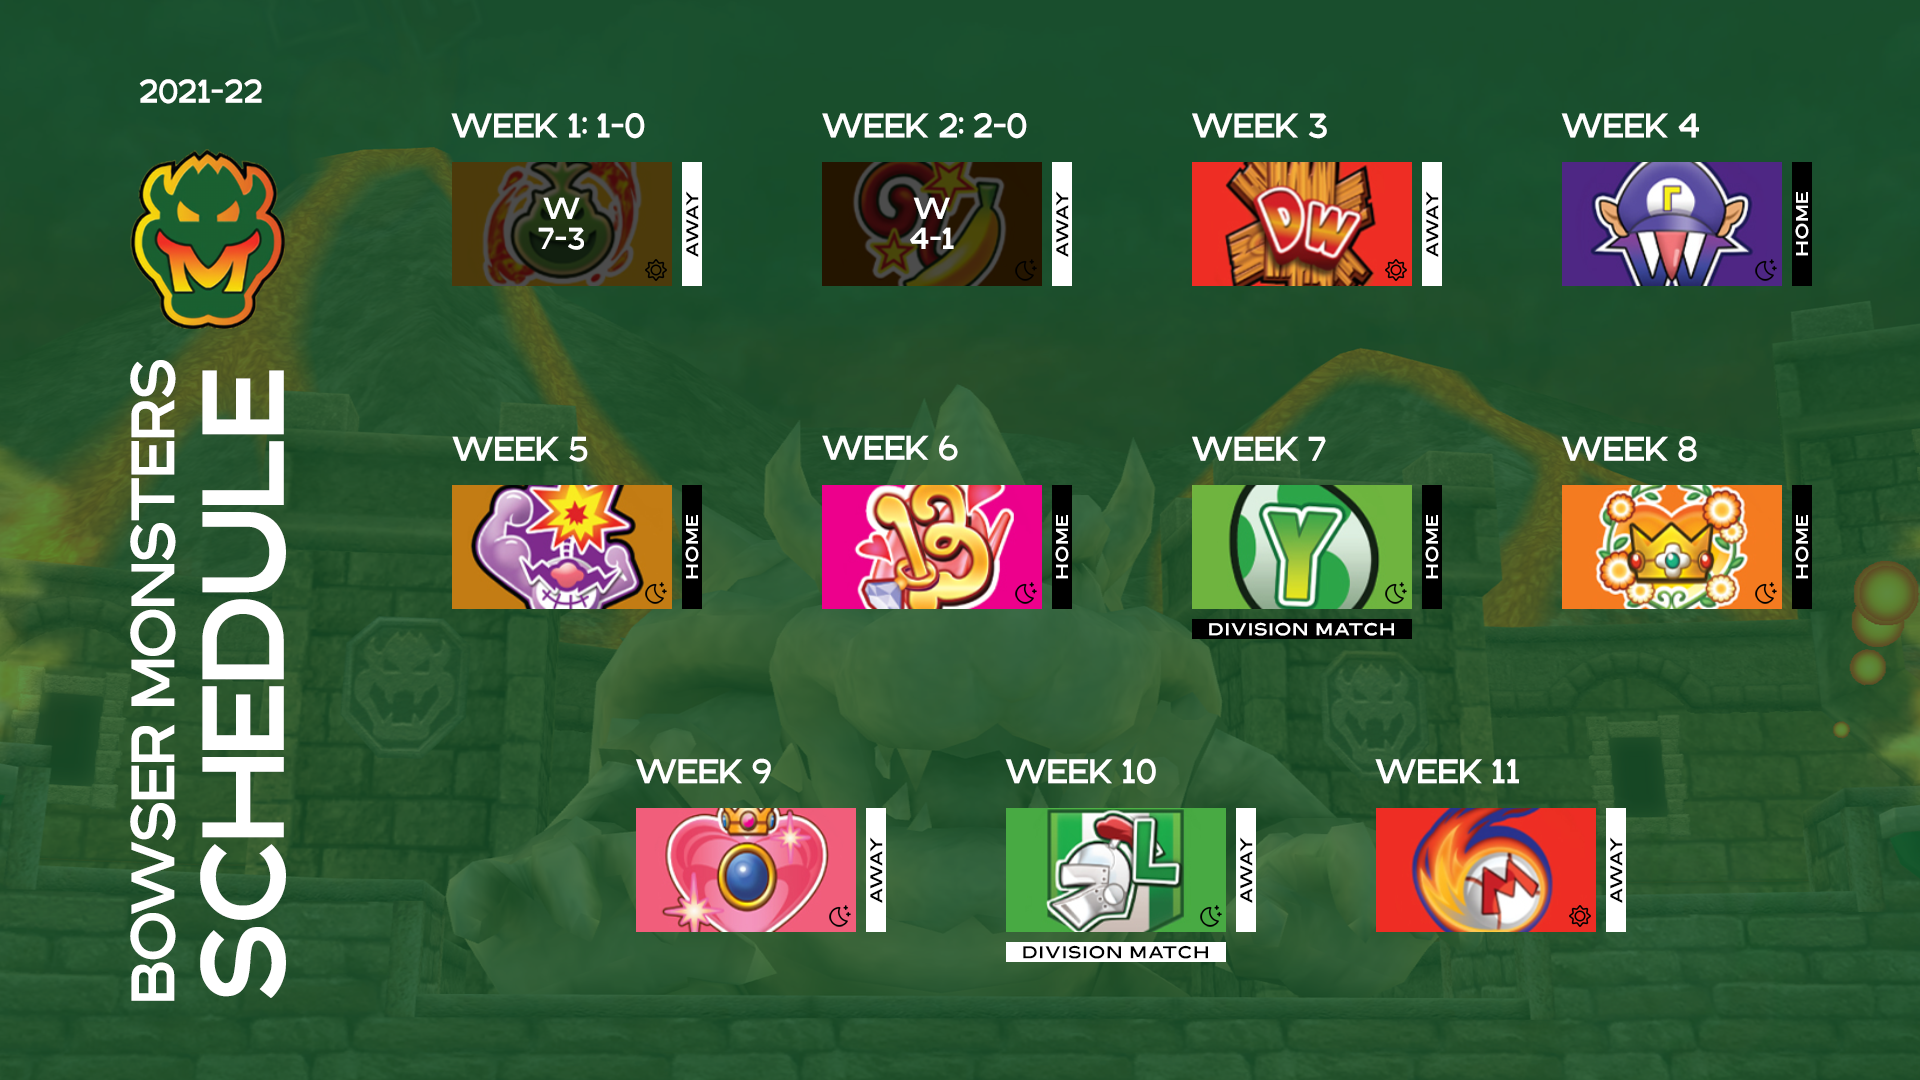 2021-22
BOWSER MONSTERS
SCHEDULE
M
WEEK 1: 1-0
W
7-3
AWAY
WEEK 2: 2-0
W
4-1
AWAY
WEEK 3
DW
AWAY
WEEK 4
Γ
W
HOME
WEEK 5
HOME
WEEK 6
B
HOME
WEEK 7
Y
HOME
DIVISION MATCH
WEEK 8
HOME
WEEK 9
AWAY
WEEK 10
L
AWAY
DIVISION MATCH
WEEK 11
M
AWAY